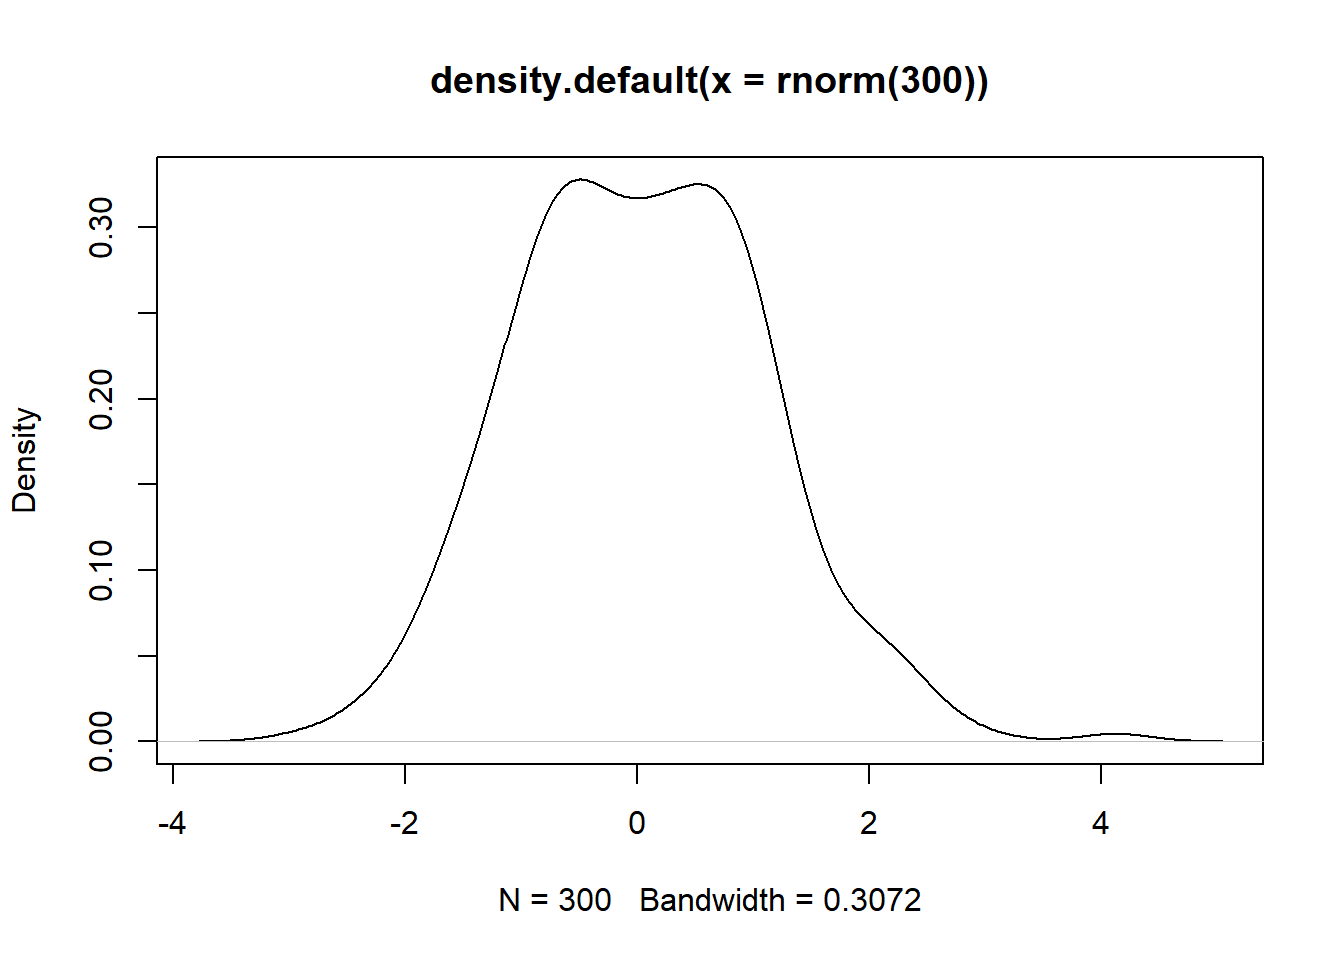 density.default(x = rnorm(300))
Density
0.30
0.20
0.10
0.00
-4 -2 0 2 4
N = 300 Bandwidth = 0.3072